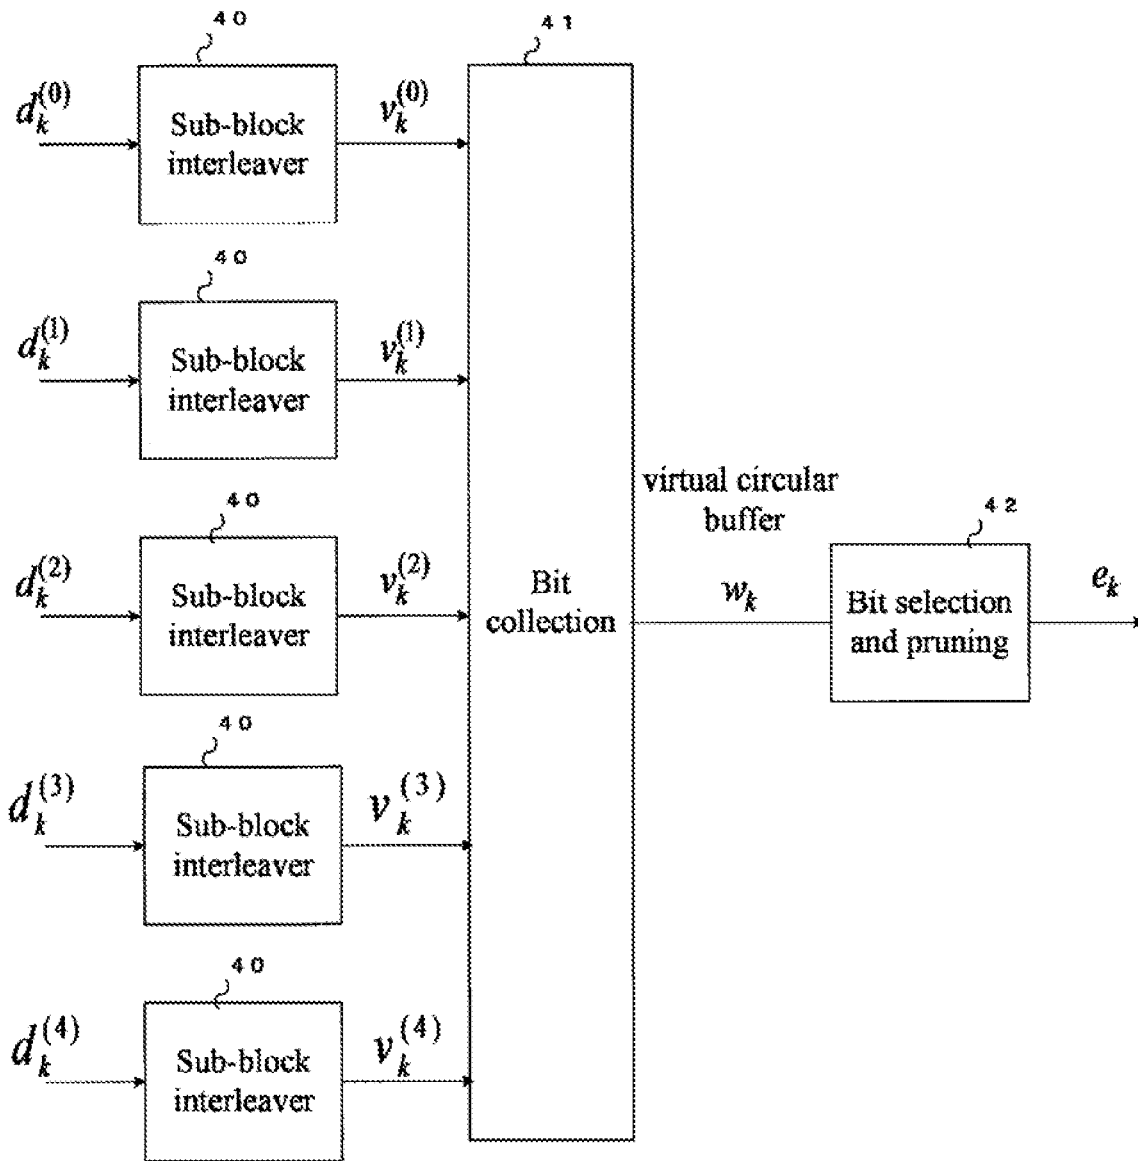 40
d_k^{(0)}
Sub-block
interleaver
v_k^{(0)}
41
40
d_k^{(1)}
Sub-block
interleaver
v_k^{(1)}
40
d_k^{(2)}
Sub-block
interleaver
v_k^{(2)}
40
d_k^{(3)}
Sub-block
interleaver
v_k^{(3)}
40
d_k^{(4)}
Sub-block
interleaver
v_k^{(4)}
Bit
collection
virtual circular
buffer
w_k
42
Bit selection
and pruning
e_k